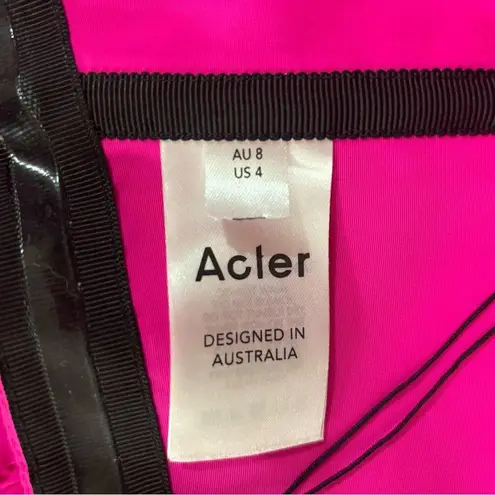 AU 8
US 4
Acler
DESIGNED IN
AUSTRALIA